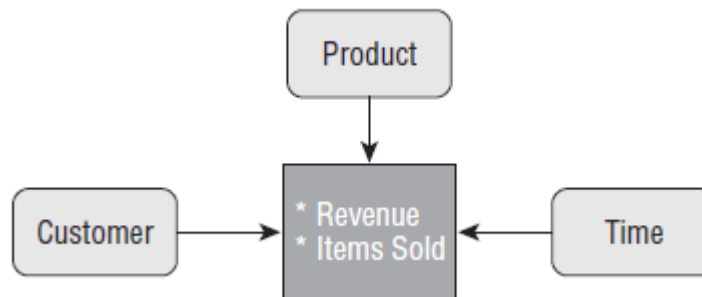 Product
Customer
* Revenue
* Items Sold
Time